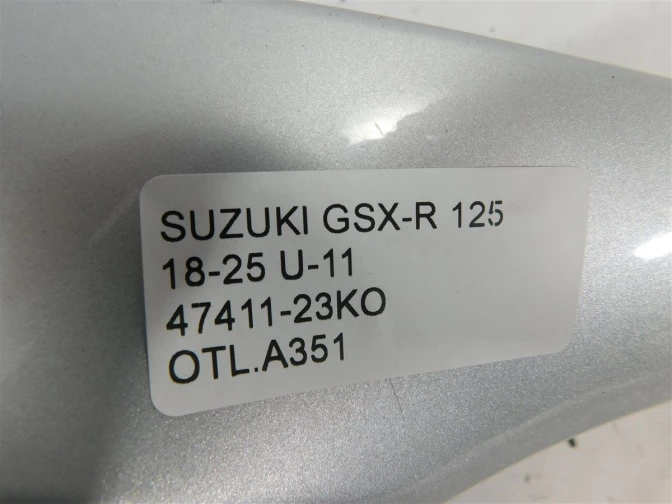 SUZUKI GSX-R 125
18-25 U-11
47411-23KO
OTL.A351